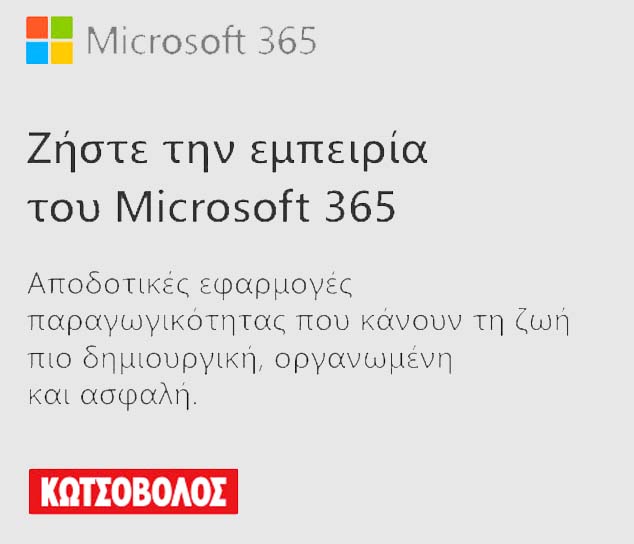 Microsoft 365
Ζήστε την εμπειρία
του Microsoft 365
Αποδοτικές εφαρμογές
παραγωγικότητας που κάνουν τη ζωή
πιο δημιουργική, οργανωμένη
και ασφαλή.
ΚΩΤΣΟΒΟΛΟΣ